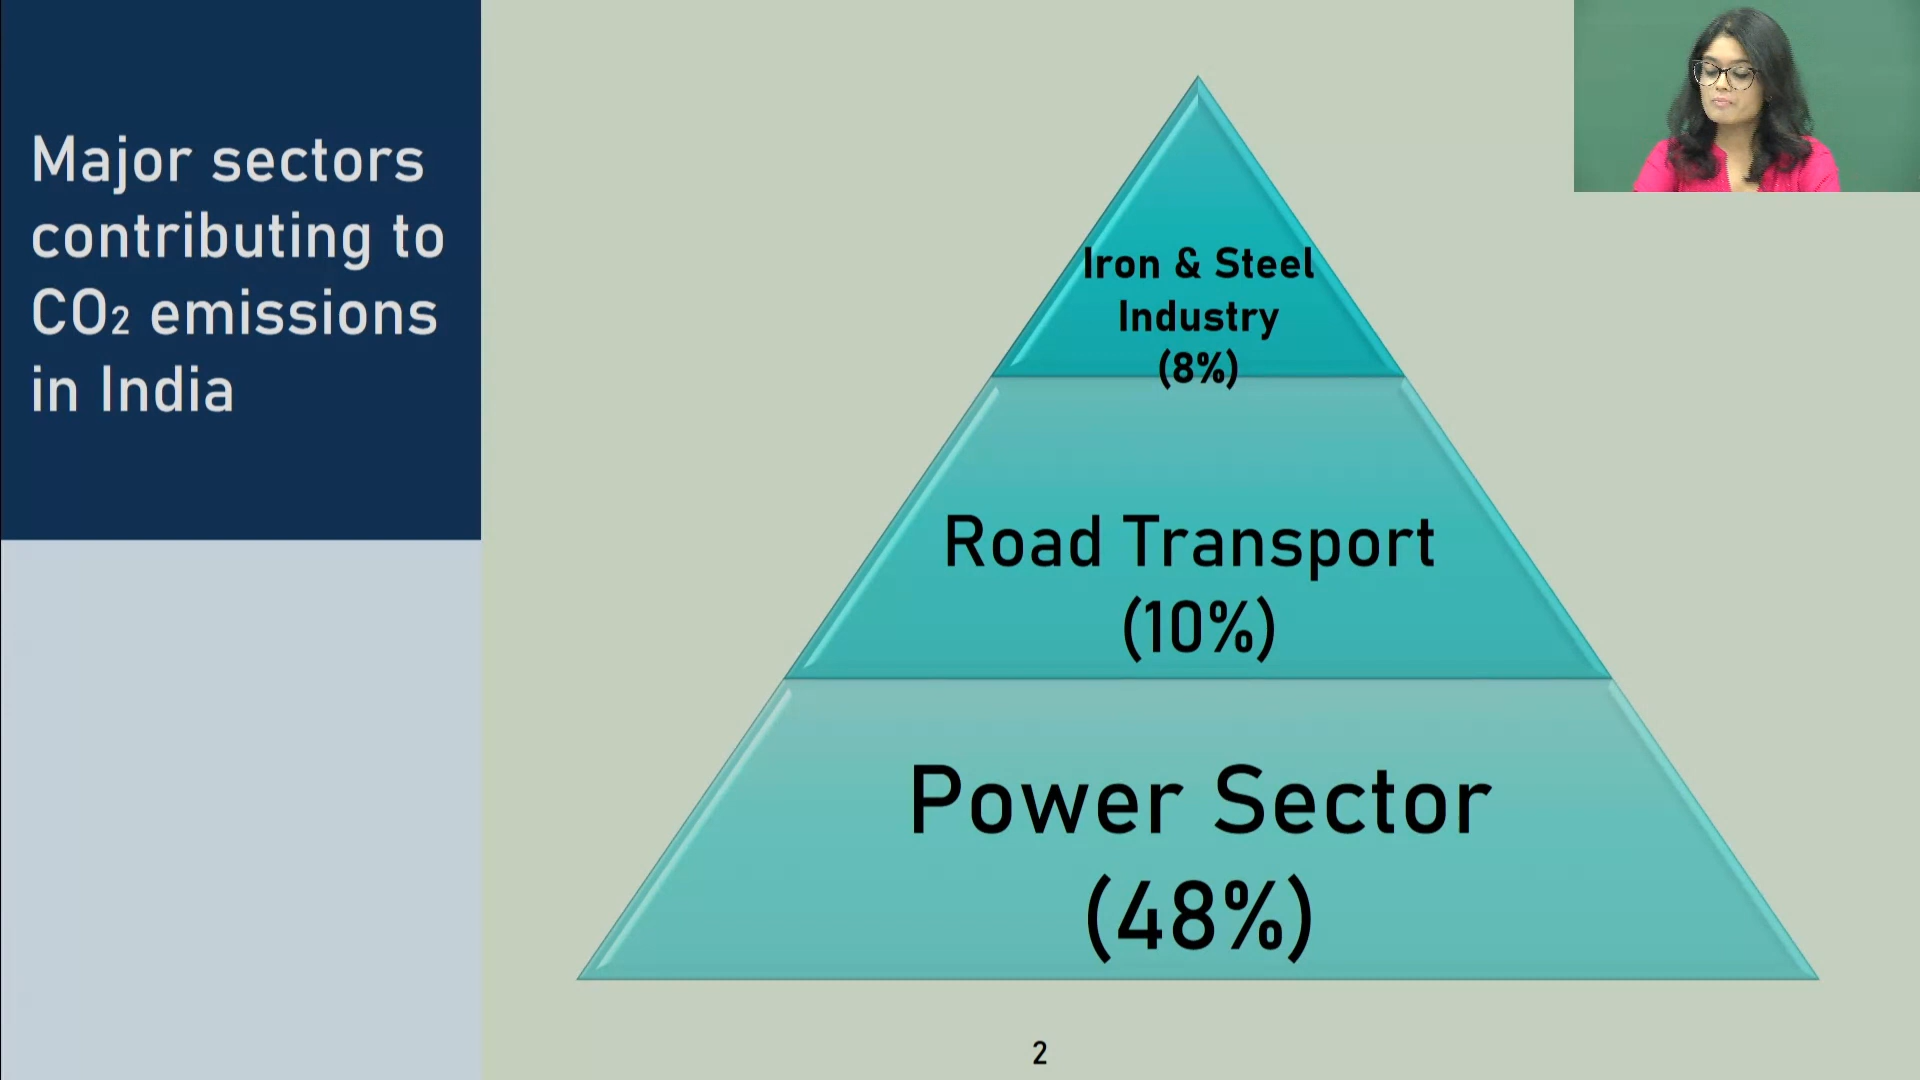 Major sectors
contributing to
CO₂ emissions
in India
Iron & Steel
Industry
(8%)
Road Transport
(10%)
Power Sector
(48%)
2